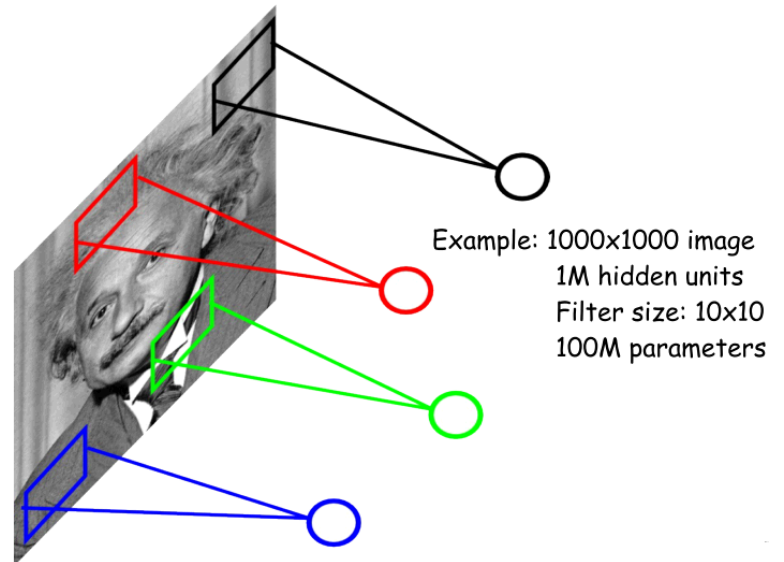 Example: 1000x1000 image
1M hidden units
Filter size: 10x10
100M parameters